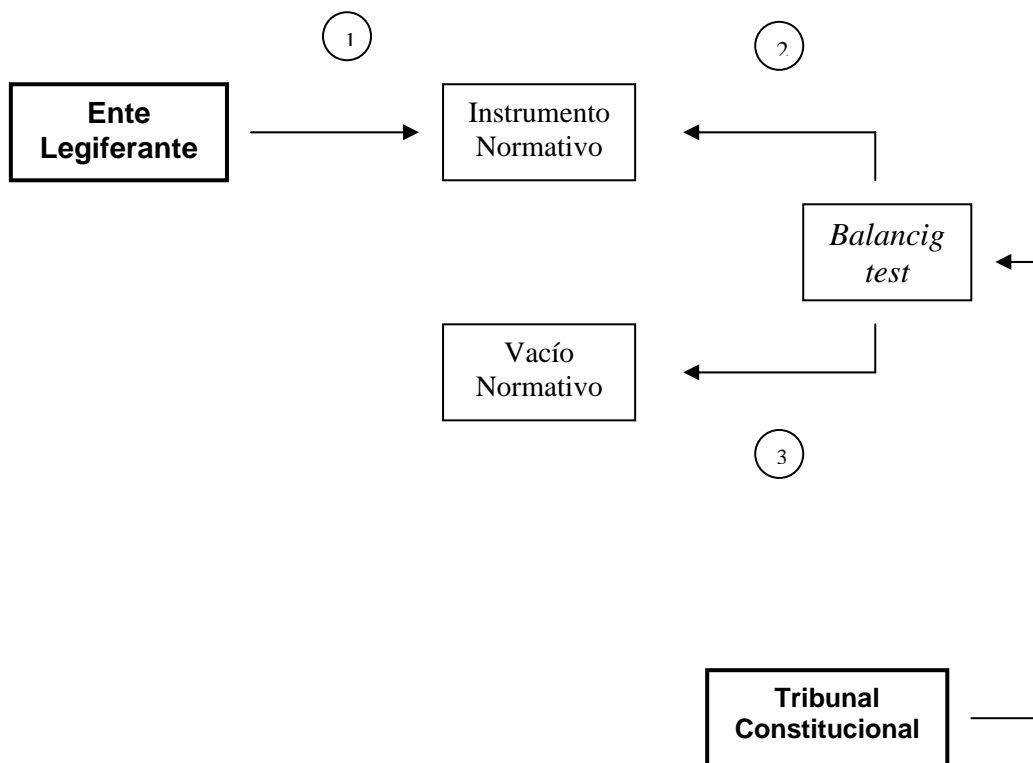 1
2
Ente
Legiferante
Instrumento
Normativo
Balancig
test
Vacío
Normativo
3
Tribunal
Constitucional